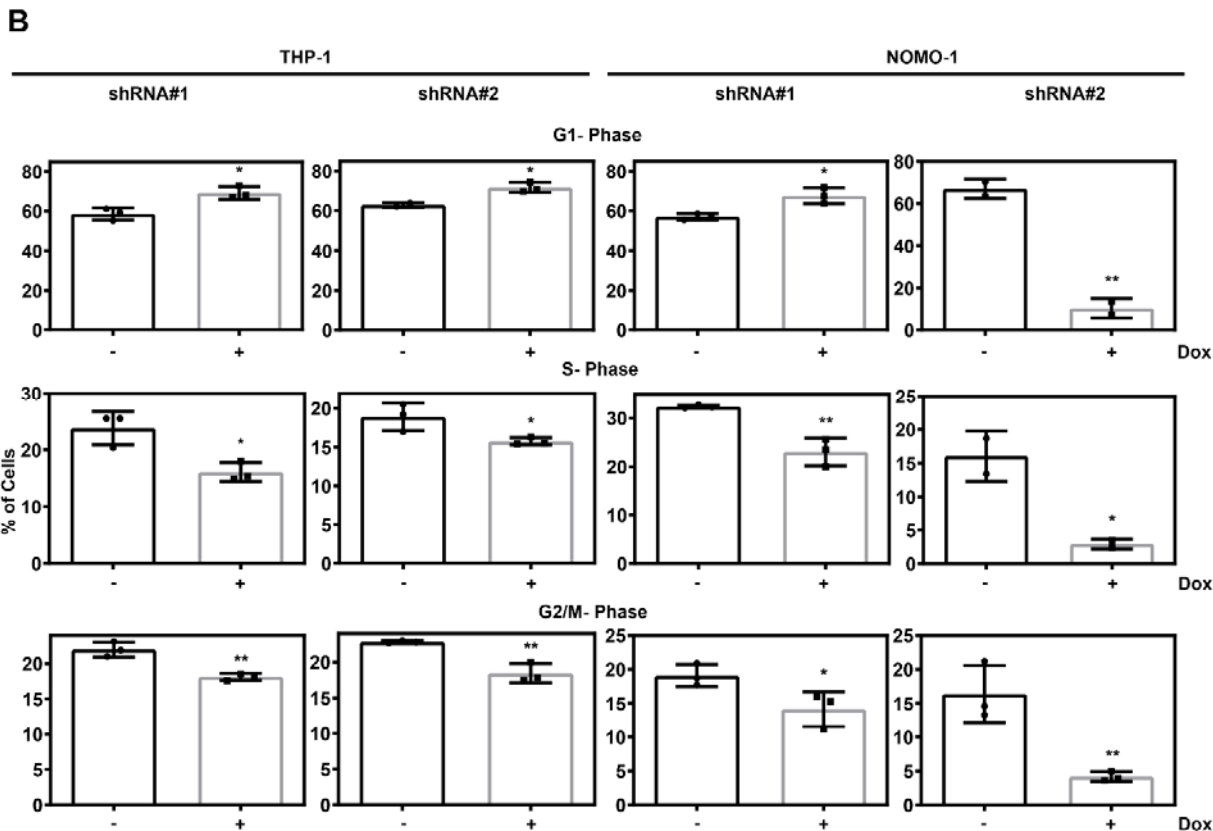 B
THP-1 NOMO-1
shRNA#1 shRNA#2 shRNA#1 shRNA#2
G1- Phase
80 60 40 20 0 * - +
80 60 40 20 0 * - +
80 60 40 20 0 * - +
80 60 40 20 0 ** - + Dox
S- Phase
% of Cells
30 20 10 0 * - +
20 15 10 5 0 * - +
30 20 10 0 ** - +
25 20 15 10 5 0 * - + Dox
G2/M- Phase
20 15 10 5 0 ** - +
20 15 10 5 0 ** - +
25 20 15 10 5 0 * - +
25 20 15 10 5 0 ** - + Dox